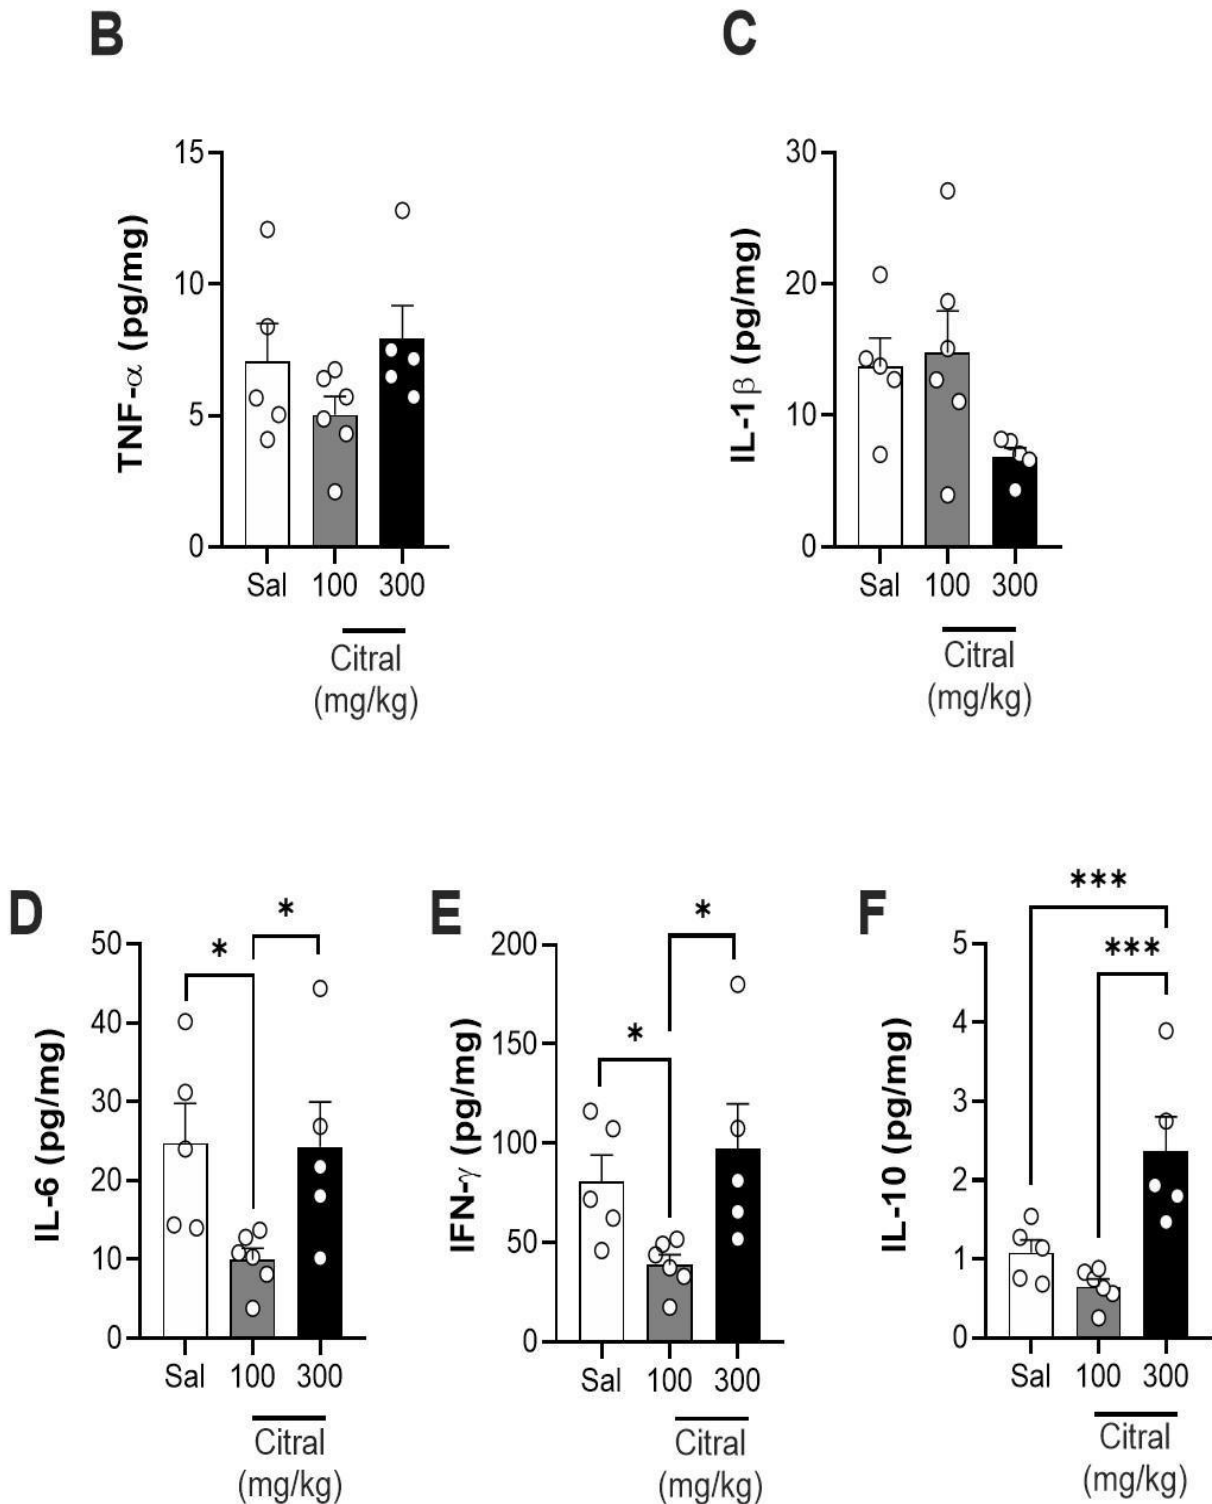 B
TNF-α (pg/mg)
15
10
5
0
Sal 100 300
Citral
(mg/kg)
C
IL-1β (pg/mg)
30
20
10
0
Sal 100 300
Citral
(mg/kg)
D
IL-6 (pg/mg)
50
40
30
20
10
0
*
*
Sal 100 300
Citral
(mg/kg)
E
IFN-γ (pg/mg)
200
150
100
50
0
*
*
Sal 100 300
Citral
(mg/kg)
F
IL-10 (pg/mg)
5
4
3
2
1
0
***
***
Sal 100 300
Citral
(mg/kg)